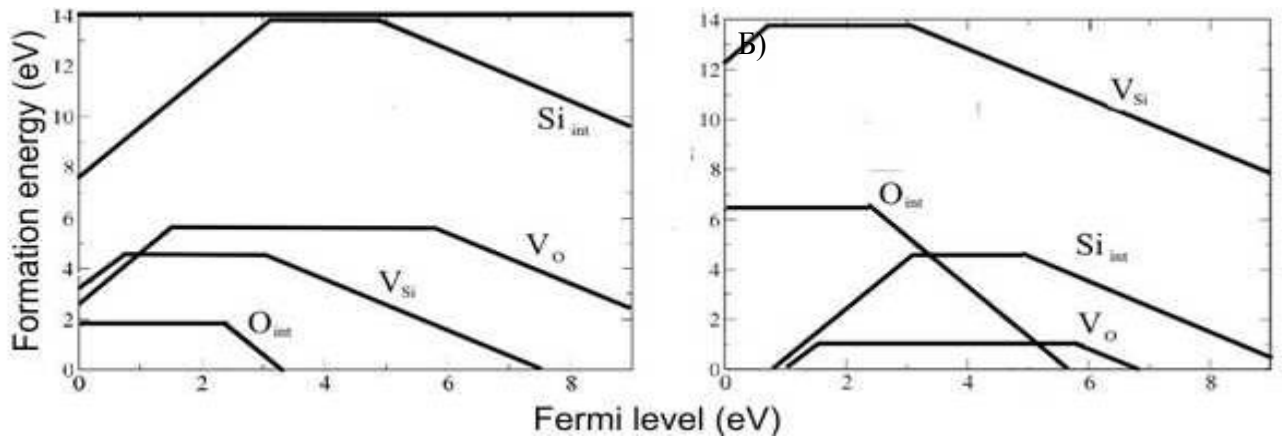 Formation energy (eV)
14
12
10
8
6
4
2
0
0 2 4 6 8
Si int
V O
V Si
O int
14
12
10
8
6
4
2
0
0 2 4 6 8
Б)
V Si
O int
Si int
V O
Fermi level (eV)